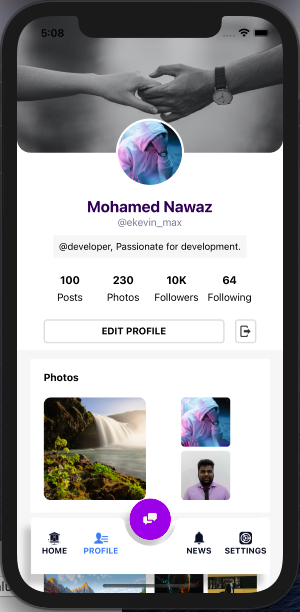 5:08
Mohamed Nawaz
@ekevin_max
@developer, Passionate for development.
100 230 10K 64
Posts Photos Followers Following
EDIT PROFILE
Photos
HOME PROFILE NEWS SETTINGS